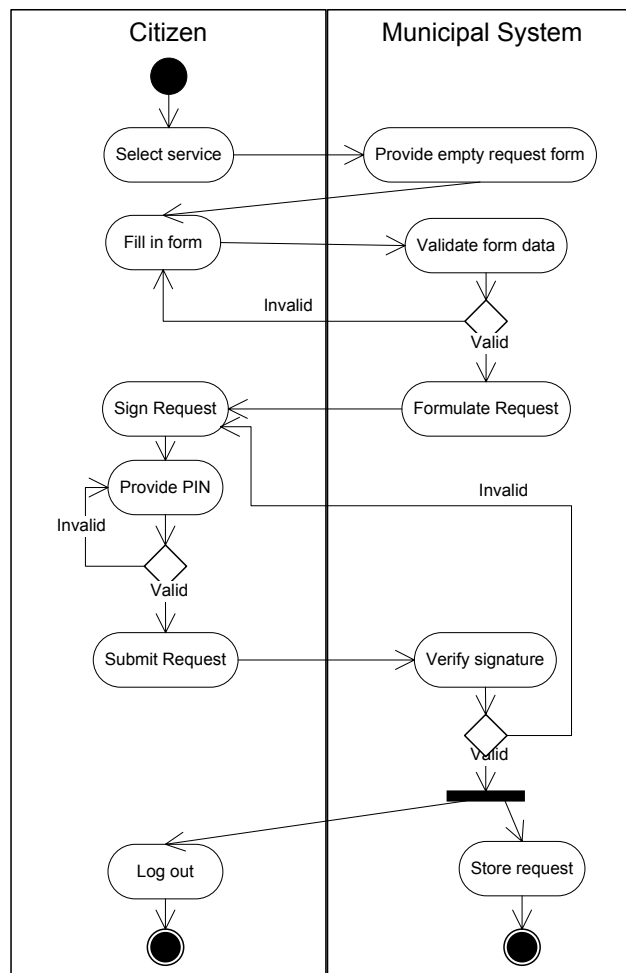 Citizen
Municipal System
Select service
Provide empty request form
Fill in form
Validate form data
Invalid
Valid
Sign Request
Formulate Request
Provide PIN
Invalid
Invalid
Valid
Submit Request
Verify signature
Valid
Log out
Store request